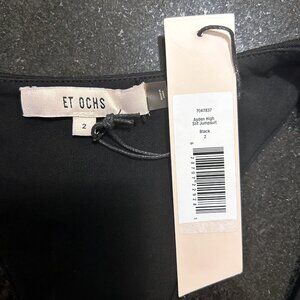 ET OCHS
2
7047837
Ayden High
Slit Jumpsuit
Black
2